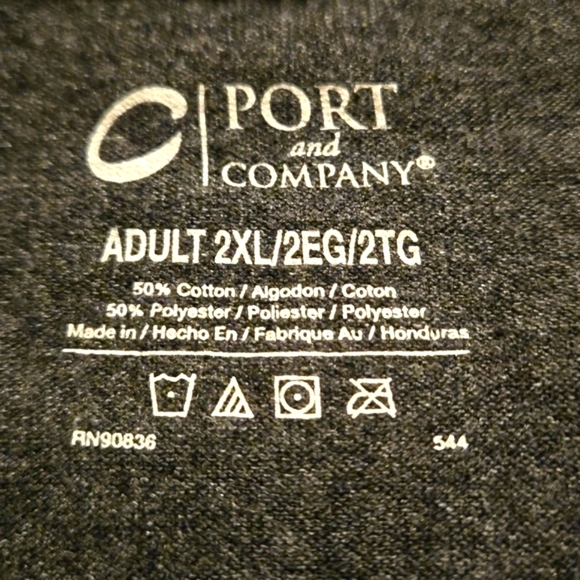 PORT
and
COMPANY®
ADULT 2XL/2EG/2TG
50% Cotton / Algodon / Coton
50% Polyester / Poliester / Polyester
Made in / Hecho En / Fabrique Au / Honduras
RN90836 544